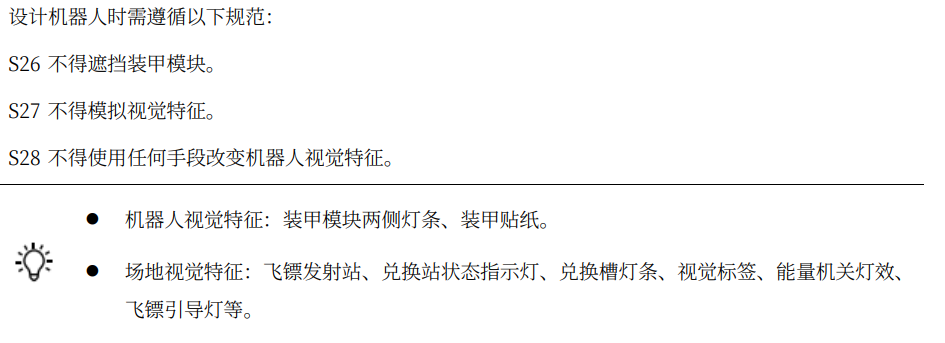 设计机器人时需遵循以下规范：
S26 不得遮挡装甲模块。
S27 不得模拟视觉特征。
S28 不得使用任何手段改变机器人视觉特征。
● 机器人视觉特征：装甲模块两侧灯条、装甲贴纸。
● 场地视觉特征：飞镖发射站、兑换站状态指示灯、兑换槽灯条、视觉标签、能量机关灯效、
飞镖引导灯等。